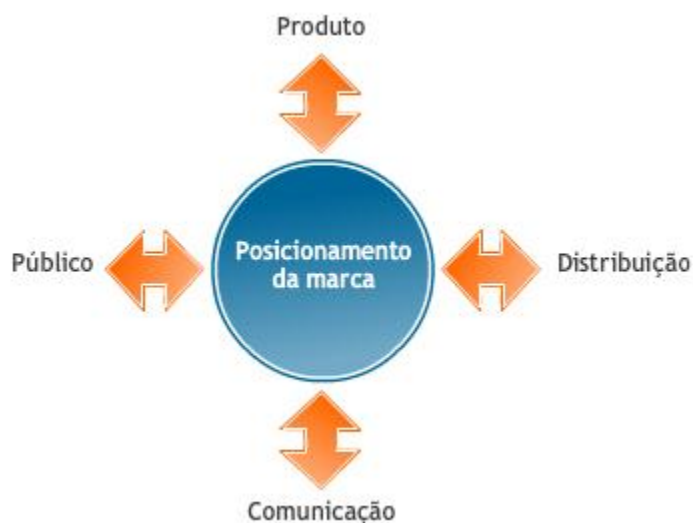 Produto
Público
Posicionamento
da marca
Distribuição
Comunicação